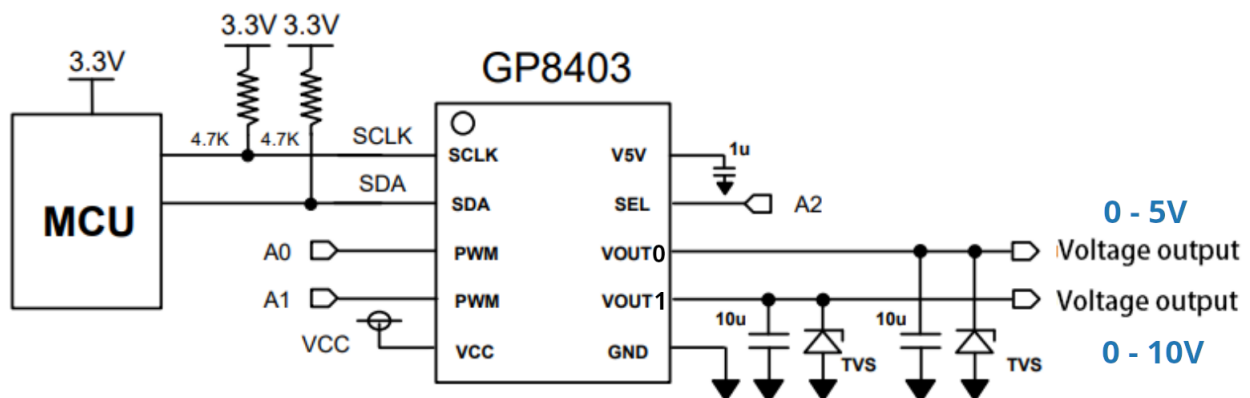 3.3V 3.3V
3.3V
GP8403
4.7K 4.7K SCLK
SCLK
V5V
1u
SDA
MCU
SDA
SEL
A2
0 - 5V
A0
PWM
VOUT0
Voltage output
A1
PWM
VOUT1
Voltage output
10u
10u
VCC
VCC
GND
TVS
TVS
0 - 10V